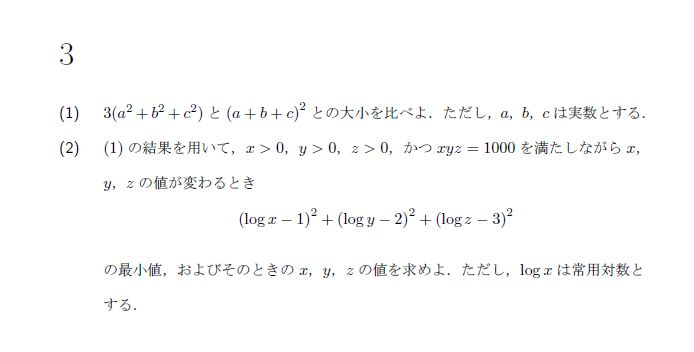 3
(1) 3(a² + b² + c²) と (a + b + c)² との大小を比べよ．ただし，a，b，c は実数とする．
(2) (1) の結果を用いて，x > 0，y > 0，z > 0，かつ xyz = 1000 を満たしながら x，
y，z の値が変わるとき
(log x − 1)² + (log y − 2)² + (log z − 3)²
の最小値，およびそのときの x，y，z の値を求めよ．ただし，log x は常用対数と
する．